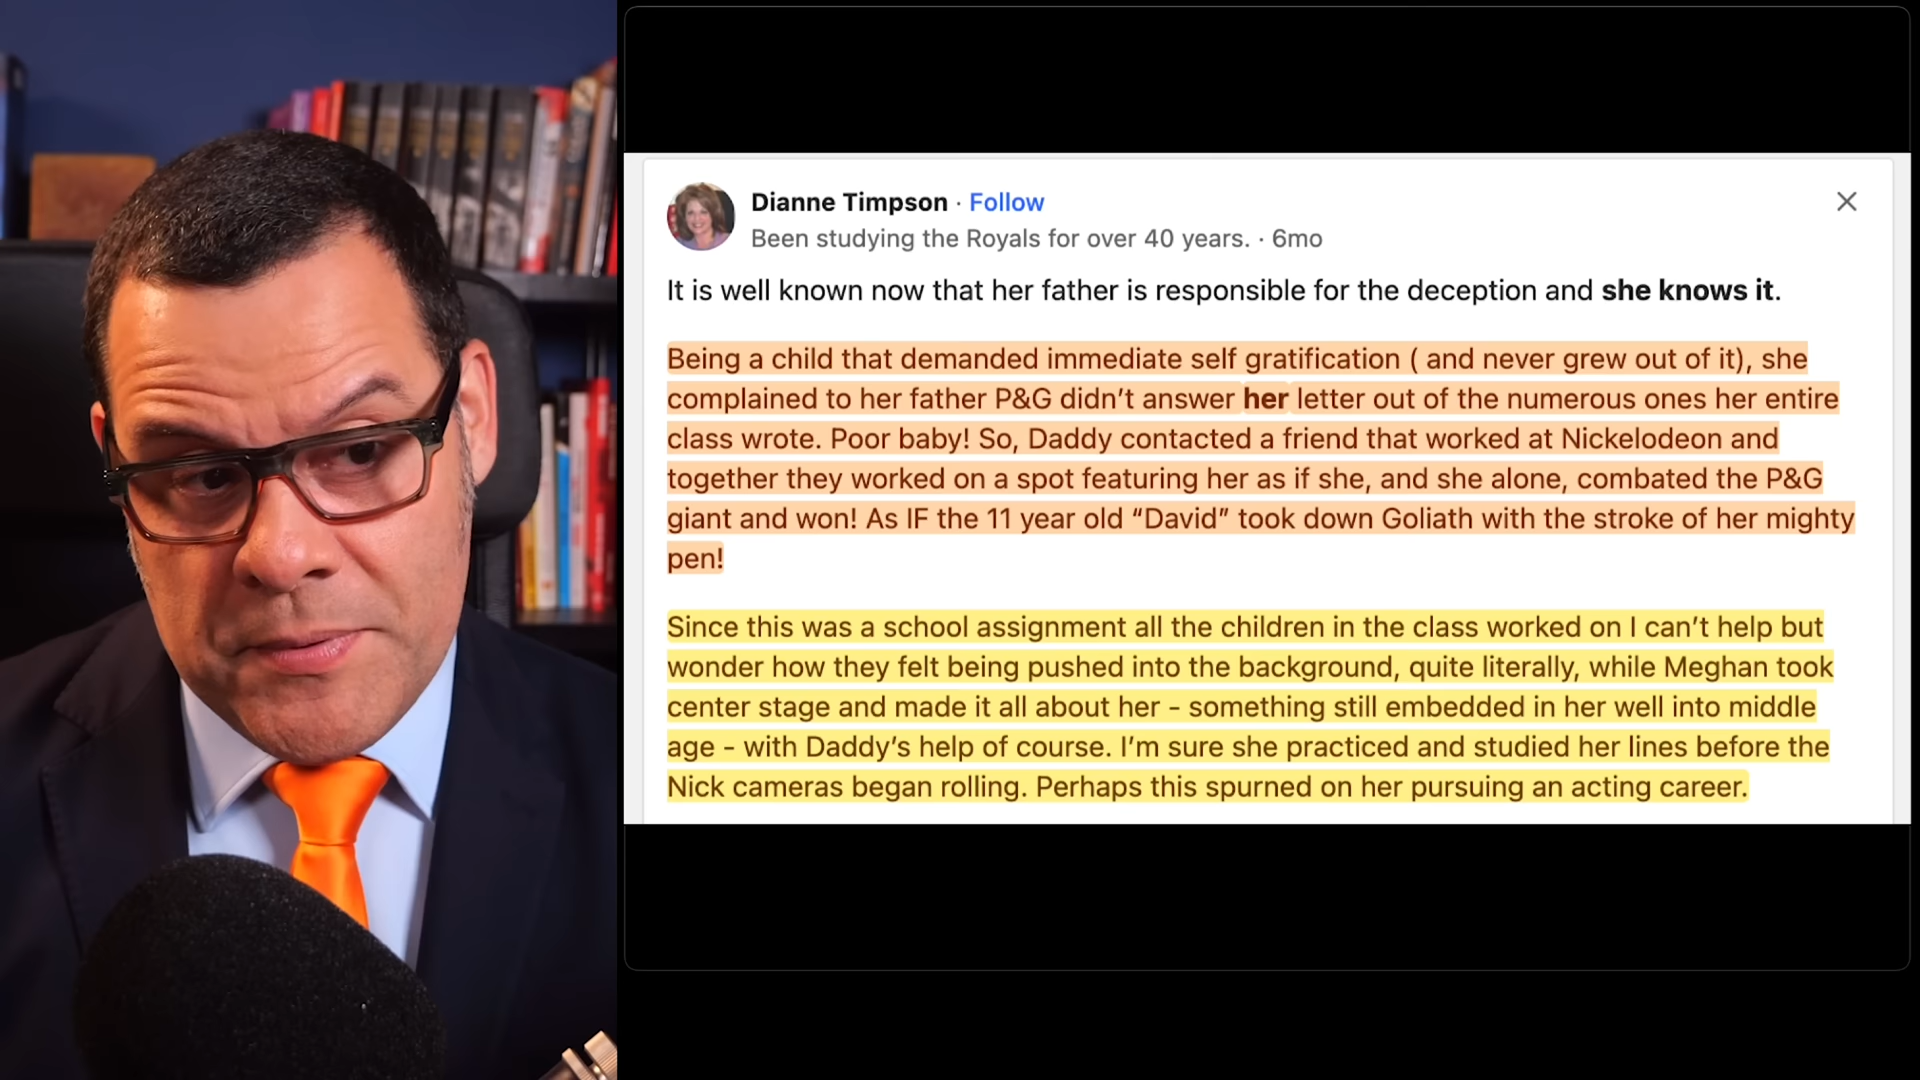 Dianne Timpson · Follow
Been studying the Royals for over 40 years. · 6mo
It is well known now that her father is responsible for the deception and she knows it.
Being a child that demanded immediate self gratification ( and never grew out of it), she
complained to her father P&G didn’t answer her letter out of the numerous ones her entire
class wrote. Poor baby! So, Daddy contacted a friend that worked at Nickelodeon and
together they worked on a spot featuring her as if she, and she alone, combated the P&G
giant and won! As IF the 11 year old “David” took down Goliath with the stroke of her mighty
pen!
Since this was a school assignment all the children in the class worked on I can’t help but
wonder how they felt being pushed into the background, quite literally, while Meghan took
center stage and made it all about her - something still embedded in her well into middle
age - with Daddy’s help of course. I’m sure she practiced and studied her lines before the
Nick cameras began rolling. Perhaps this spurned on her pursuing an acting career.